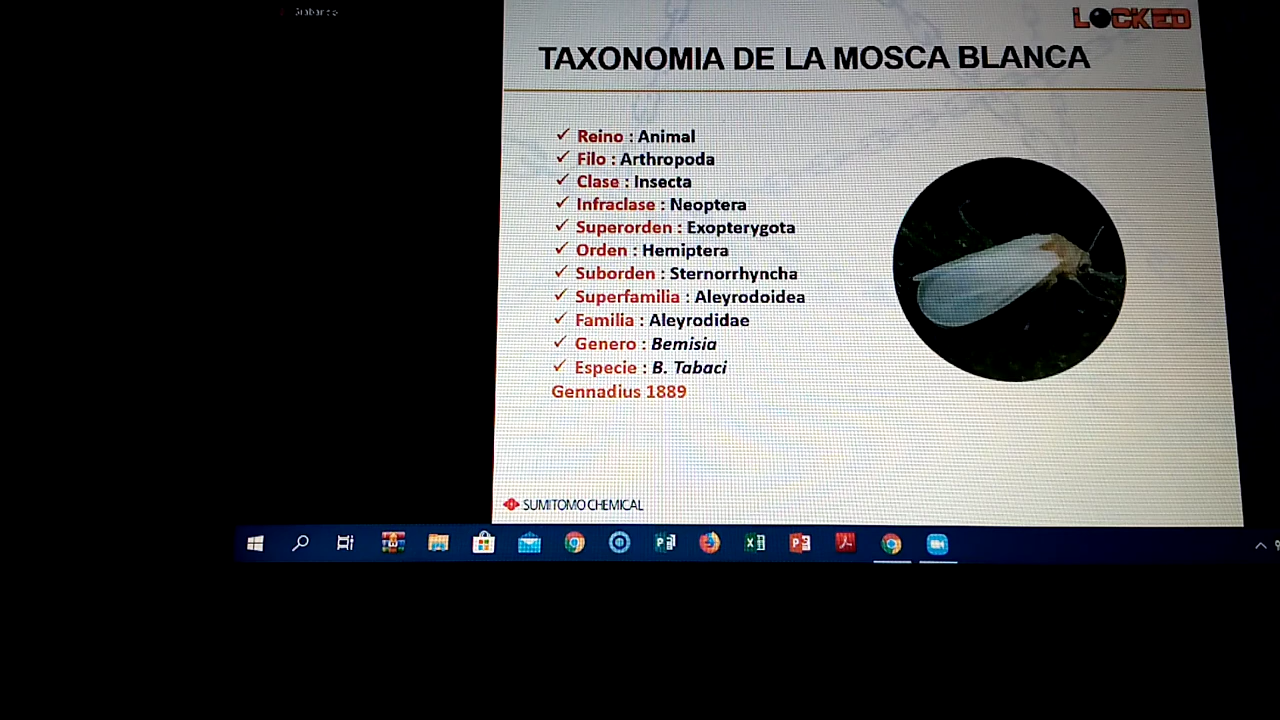 LOCKED
TAXONOMIA DE LA MOSCA BLANCA
✓ Reino : Animal
✓ Filo : Arthropoda
✓ Clase : Insecta
✓ Infraclase : Neoptera
✓ Superorden : Exopterygota
✓ Orden : Hemiptera
✓ Suborden : Sternorrhyncha
✓ Superfamilia : Aleyrodoidea
✓ Familia : Aleyrodidae
✓ Genero : Bemisia
✓ Especie : B. Tabaci
Gennadius 1889
SUMITOMO CHEMICAL